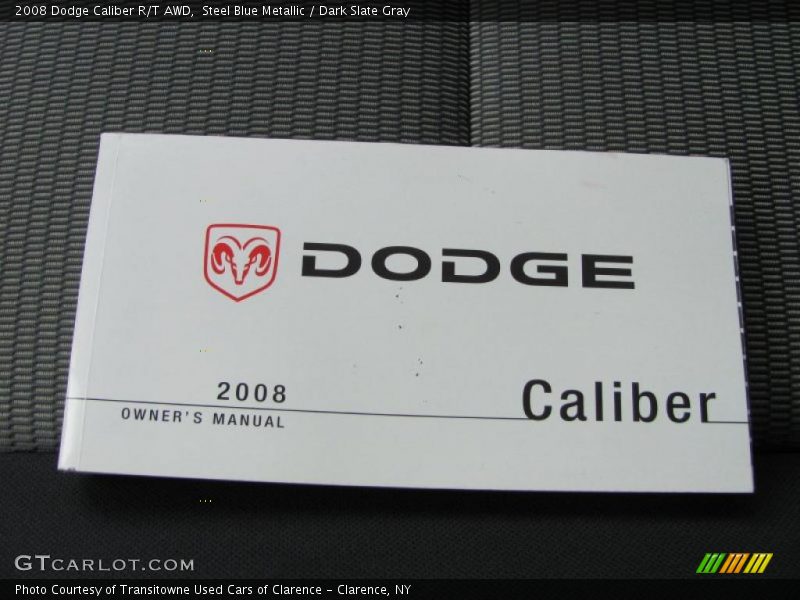 2008 Dodge Caliber R/T AWD,  Steel Blue Metallic / Dark Slate Gray
DODGE
2008
OWNER'S MANUAL
Caliber
GTCARLOT.COM
Photo Courtesy of Transitowne Used Cars of Clarence - Clarence, NY